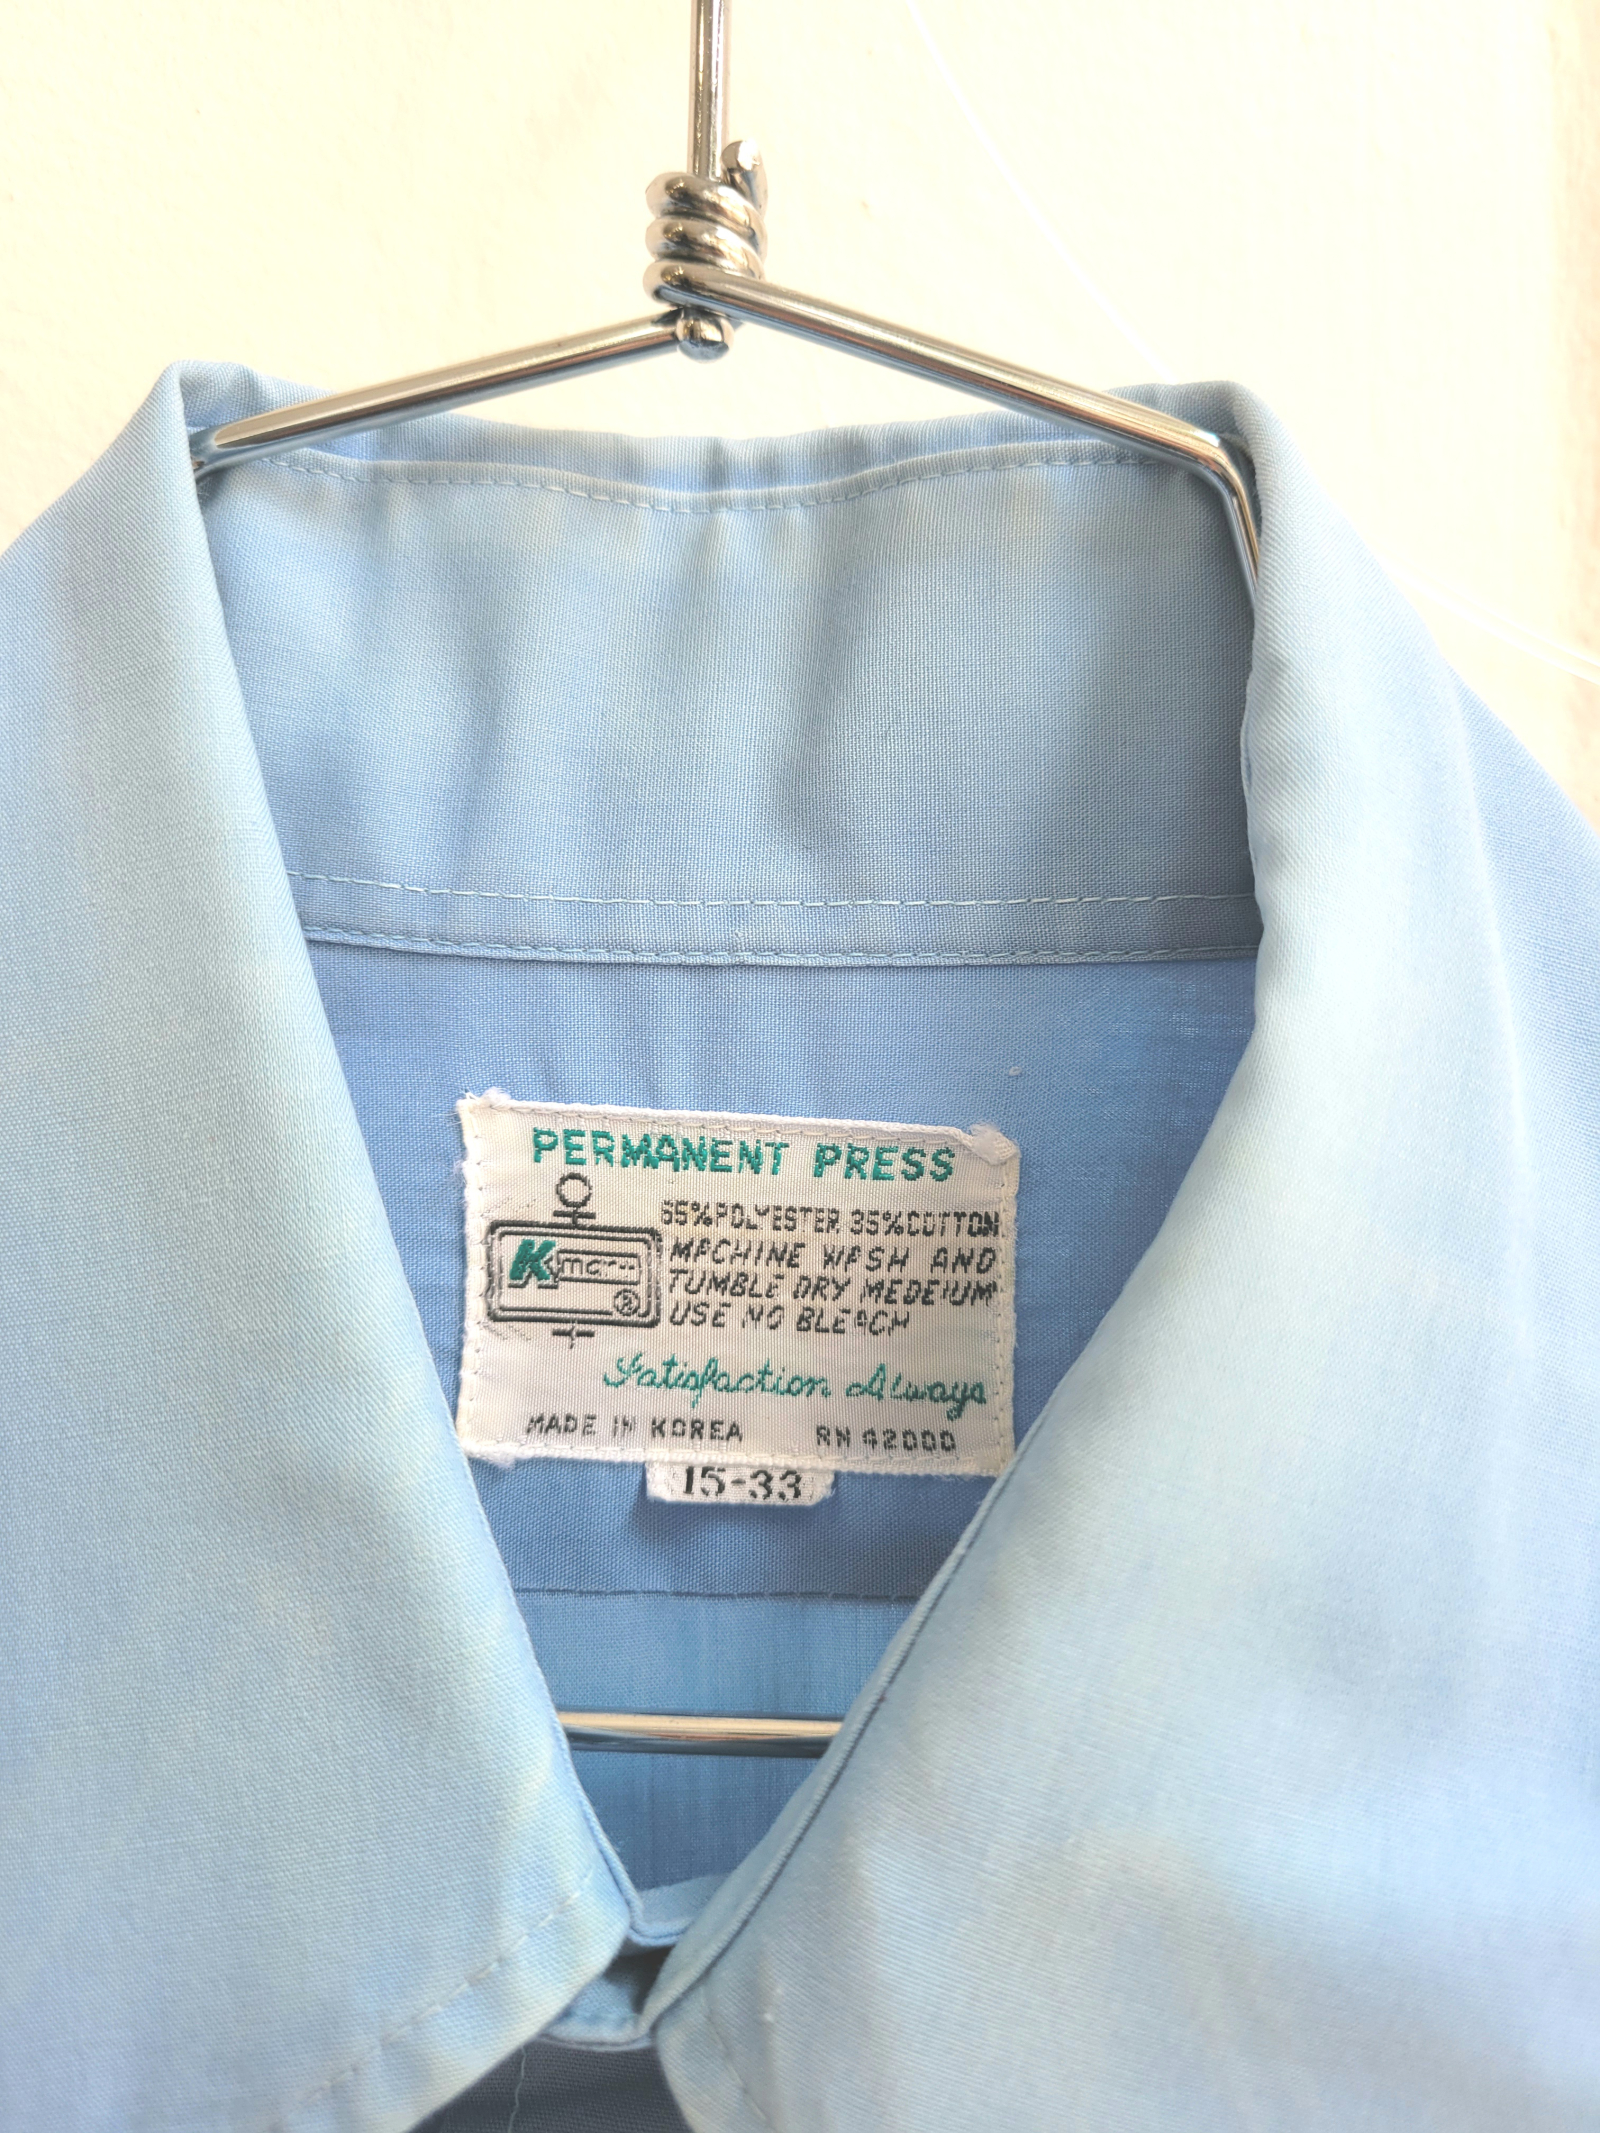 PERMANENT PRESS
65% POLYESTER 35% COTTON
MACHINE WASH AND
TUMBLE DRY MEDEIUM
USE NO BLEACH
Kmart ®
Satisfaction Always
MADE IN KOREA RN 42000
15-33